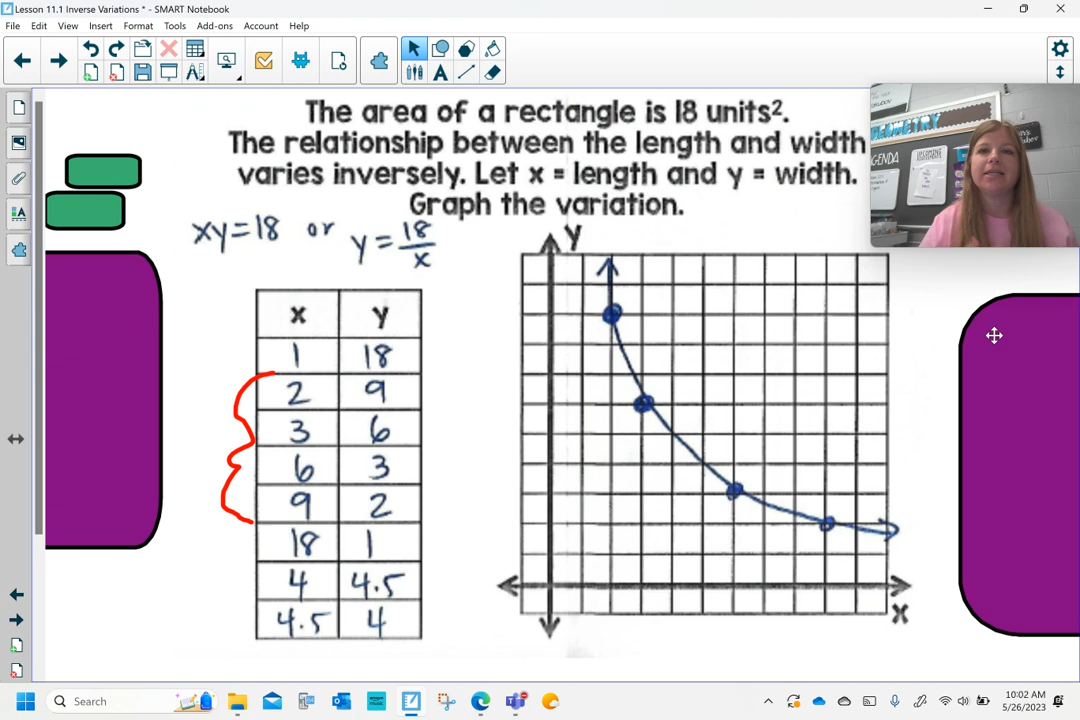 Lesson 11.1 Inverse Variations * - SMART Notebook
File Edit View Insert Format Tools Add-ons Account Help
The area of a rectangle is 18 units².
The relationship between the length and width
varies inversely. Let x = length and y = width.
Graph the variation.
xy=18 or y=18/x
x y
1 18
2 9
3 6
6 3
9 2
18 1
4 4.5
4.5 4
y
x
GEOMETRY
AGENDA
Search
10:02 AM
5/26/2023